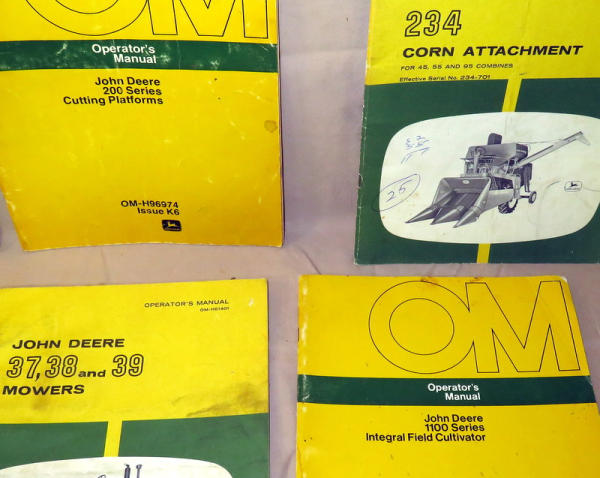 OM
Operator's
Manual
John Deere
200 Series
Cutting Platforms
OM-H96974
Issue K6
234
CORN ATTACHMENT
FOR 45, 55 AND 95 COMBINES
Effective Serial No. 234-701
25
OPERATOR'S MANUAL
OM-H61401
JOHN DEERE
37, 38 and 39
MOWERS
OM
Operator's
Manual
John Deere
1100 Series
Integral Field Cultivator